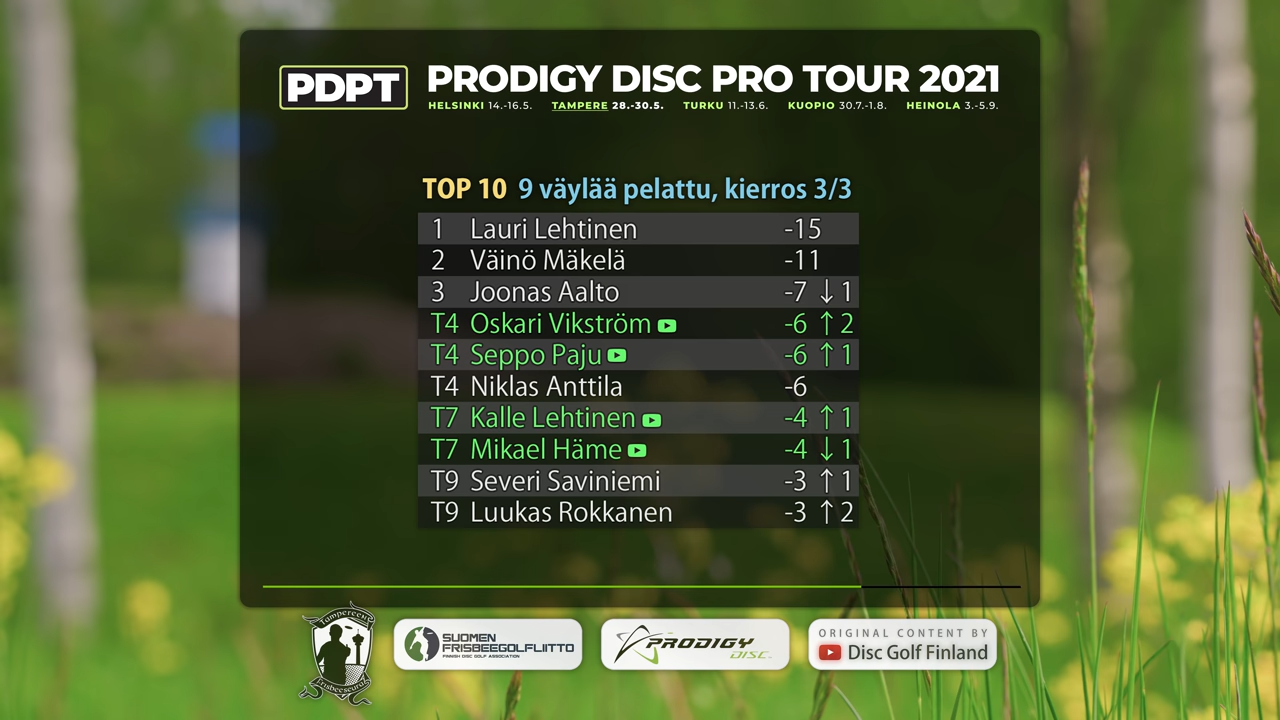 PDPT PRODIGY DISC PRO TOUR 2021
HELSINKI 14.-16.5. TAMPERE 28.-30.5. TURKU 11.-13.6. KUOPIO 30.7.-1.8. HEINOLA 3.-5.9.
TOP 10 9 väylää pelattu, kierros 3/3
1 Lauri Lehtinen -15
2 Väinö Mäkelä -11
3 Joonas Aalto -7 ↓1
T4 Oskari Vikström -6 ↑2
T4 Seppo Paju -6 ↑1
T4 Niklas Anttila -6
T7 Kalle Lehtinen -4 ↑1
T7 Mikael Häme -4 ↓1
T9 Severi Saviniemi -3 ↑1
T9 Luukas Rokkanen -3 ↑2
Tampereen
Frisbeeseura
SUOMEN
FRISBEEGOLFLIITTO
FINNISH DISC GOLF ASSOCIATION
PRODIGY
DISC
ORIGINAL CONTENT BY
Disc Golf Finland